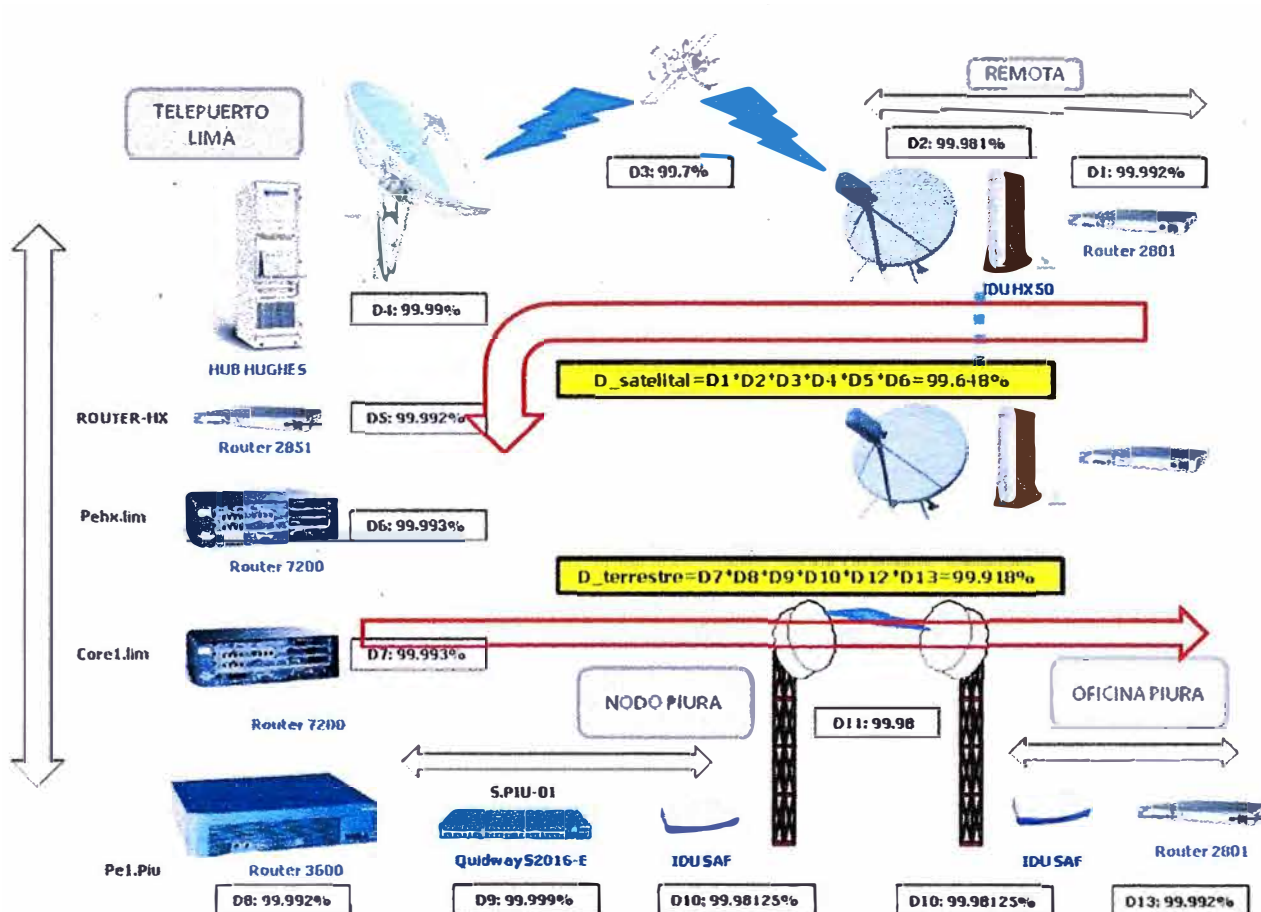 REMOTA
TELEPUERTO
LIMA
D2: 99.981%
D3: 99.7%
D1: 99.992%
Router 2801
IDU HX50
D4: 99.99%
HUB HUGHES
D_satelital=D1*D2*D3*D4*D5*D6=99.648%
ROUTER-HX
D5: 99.992%
Router 2851
Pehx.lim
D6: 99.993%
Router 7200
D_terrestre=D7*D8*D9*D10*D12*D13=99.918%
Core1.lim
D7: 99.993%
NODO PIURA
OFICINA PIURA
D11: 99.98
Router 7200
S.PIU-01
Pe1.Piu
Router 3600
Quidway S2016-E
IDU SAF
IDU SAF
Router 2801
D8: 99.992%
D9: 99.999%
D10: 99.98125%
D10: 99.98125%
D13: 99.992%